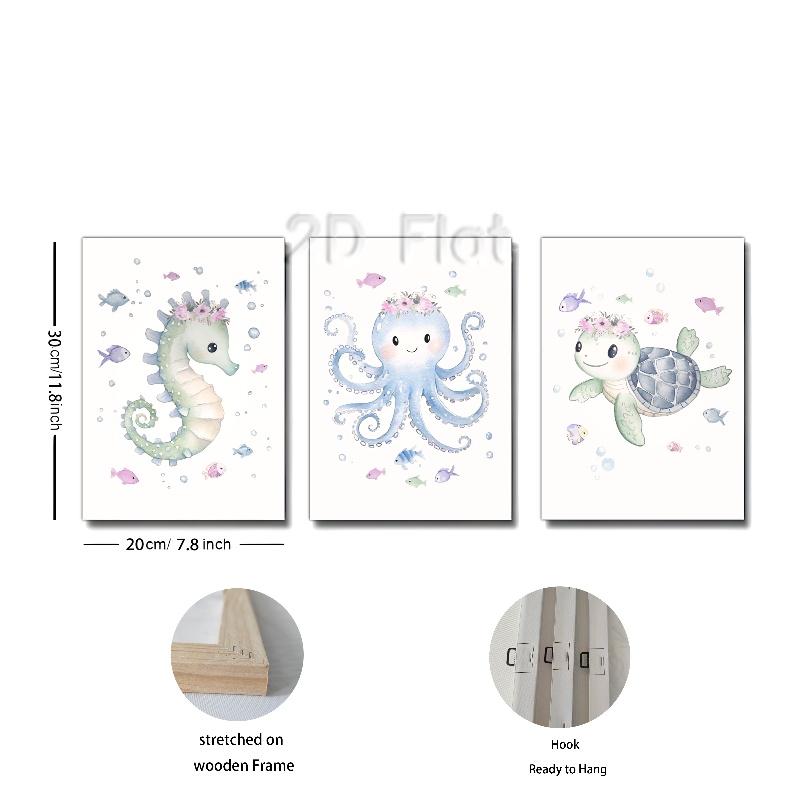 2D Flat
30cm/11.8inch
20cm/ 7.8 inch
stretched on
wooden Frame
Hook
Ready to Hang